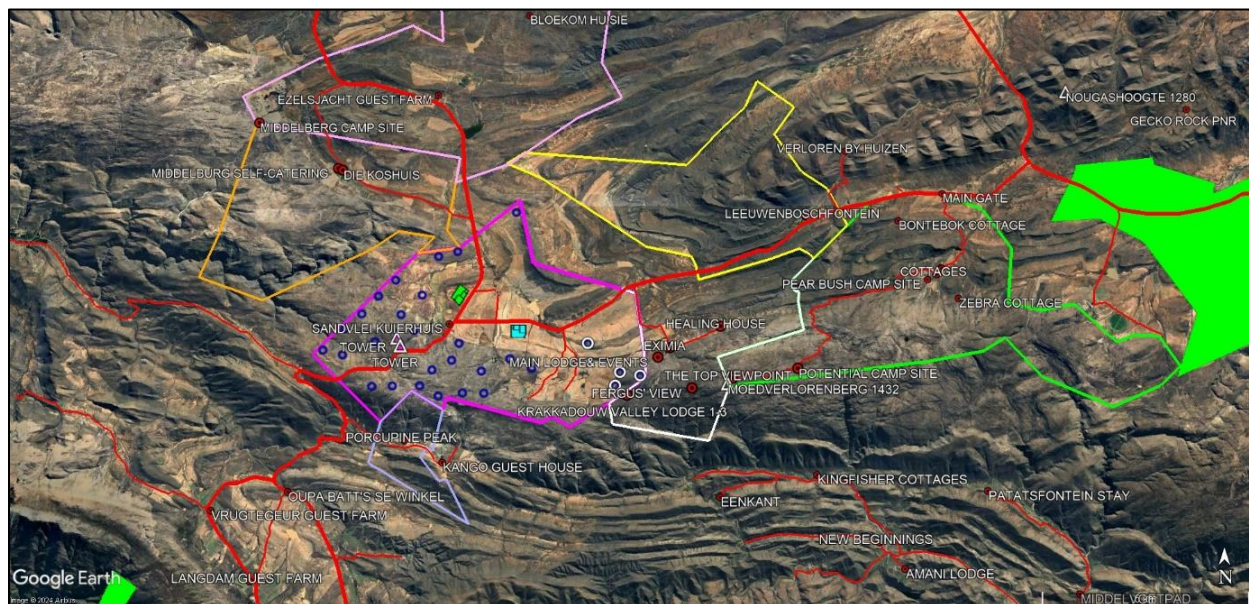 BLOEKOM HUISIE
EZELSJACHT GUEST FARM
NOUGASHOOGTE 1280
GECKO ROCK PNR
MIDDELBERG CAMP SITE
VERLOREN BY HUIZEN
MIDDELBURG SELF-CATERING
DIE KOSHUIS
MAIN GATE
LEEUWENBOSCHFONTEIN
BONTEBOK COTTAGE
COTTAGES
PEAR BUSH CAMP SITE
ZEBRA COTTAGE
SANDVLEI KUIERHUIS
HEALING HOUSE
TOWER
EXIMIA
TOWER
MAIN LODGE & EVENTS
THE TOP VIEWPOINT
POTENTIAL CAMP SITE
MOEDVERLORENBERG 1432
FERGUS' VIEW
KRAKKADOUW VALLEY LODGE 1-3
PORCUPINE PEAK
KANGO GUEST HOUSE
KINGFISHER COTTAGES
OUPA BATT'S SE WINKEL
EENKANT
PATATSFONTEIN STAY
VRUGTEGEUR GUEST FARM
NEW BEGINNINGS
AMANI LODGE
LANGDAM GUEST FARM
N
Google Earth
Image © 2024 Airbus